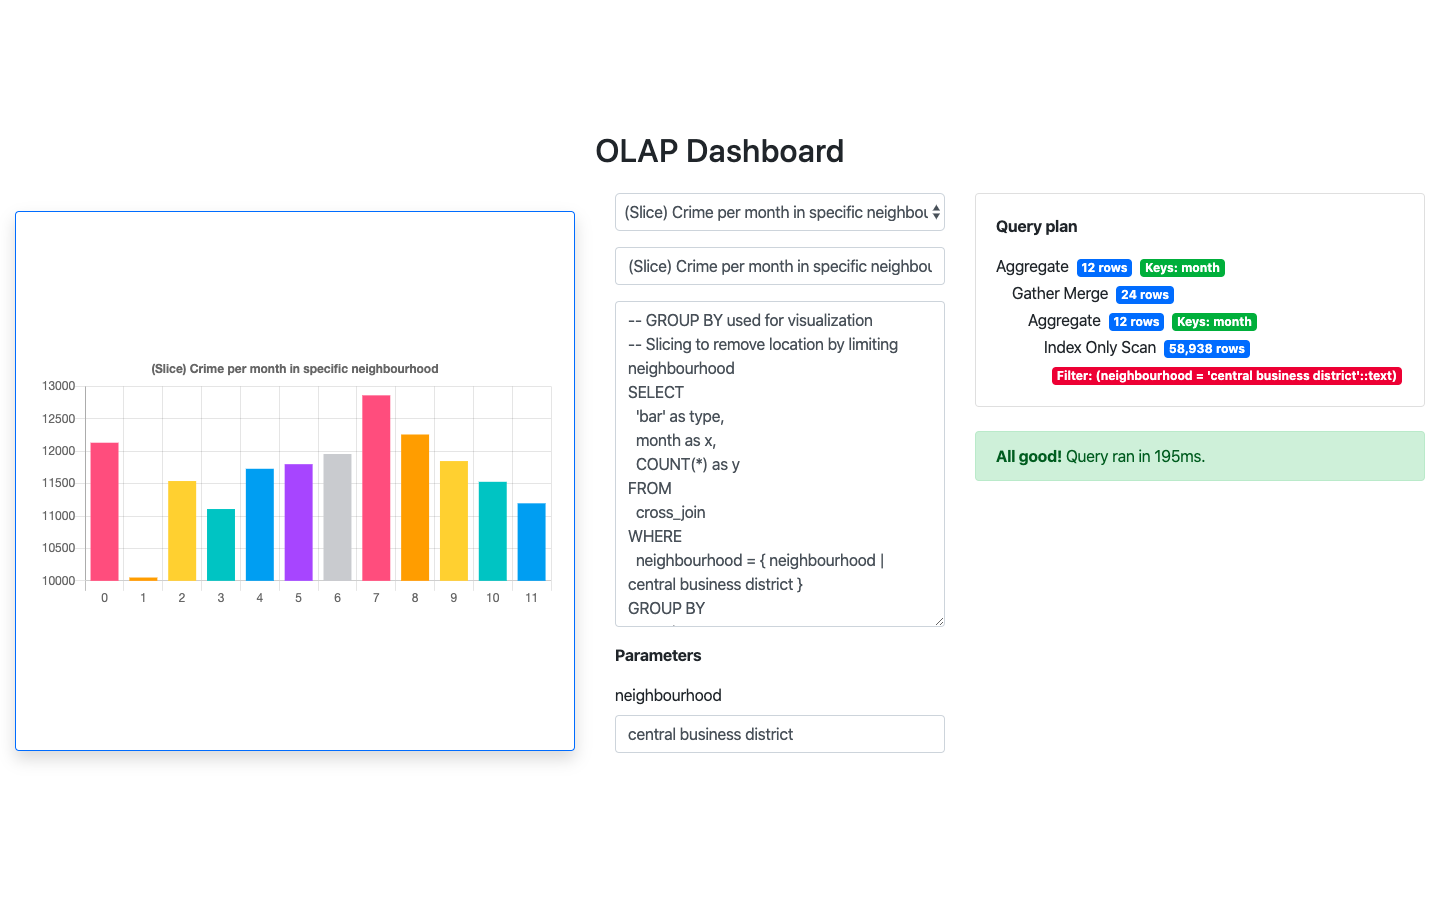 OLAP Dashboard
(Slice) Crime per month in specific neighbourhood
13000
12500
12000
11500
11000
10500
10000
0 1 2 3 4 5 6 7 8 9 10 11
(Slice) Crime per month in specific neighbou
(Slice) Crime per month in specific neighbou
-- GROUP BY used for visualization
-- Slicing to remove location by limiting
neighbourhood
SELECT
'bar' as type,
month as x,
COUNT(*) as y
FROM
cross_join
WHERE
neighbourhood = { neighbourhood |
central business district }
GROUP BY
Parameters
neighbourhood
central business district
Query plan
Aggregate 12 rows Keys: month
Gather Merge 24 rows
Aggregate 12 rows Keys: month
Index Only Scan 58,938 rows
Filter: (neighbourhood = 'central business district'::text)
All good! Query ran in 195ms.